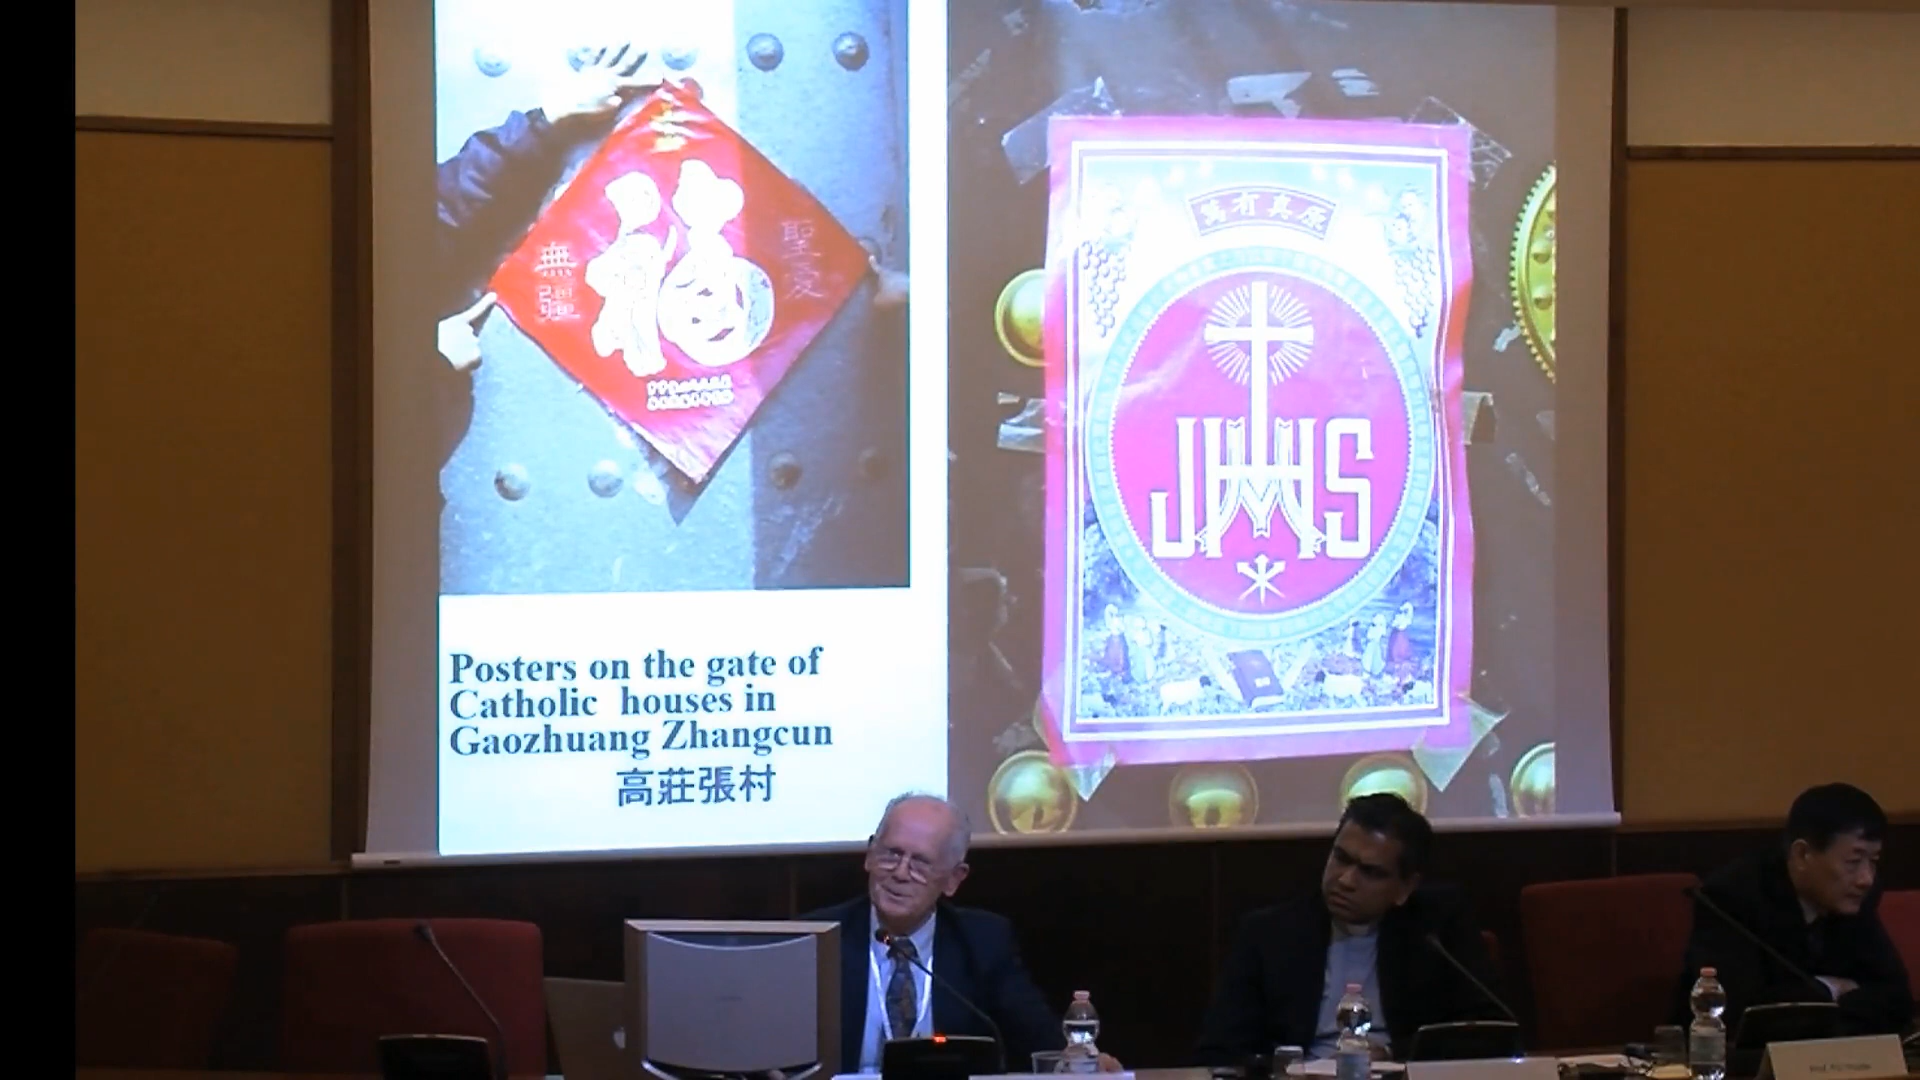 福
聖愛
無疆
Posters on the gate of
Catholic houses in
Gaozhuang Zhangcun
高莊張村
萬有真原
JHS